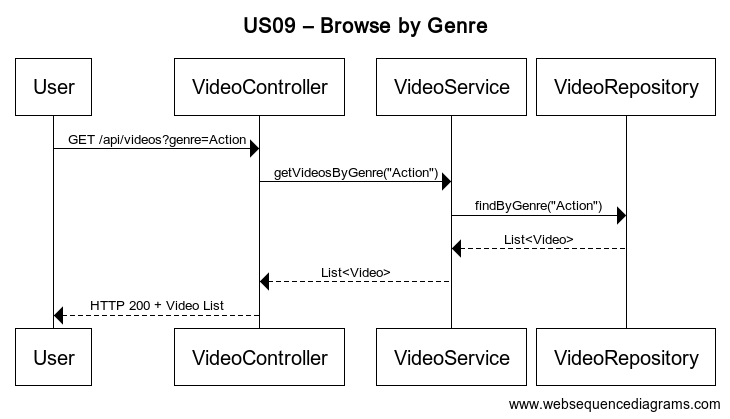 US09 – Browse by Genre
User
VideoController
VideoService
VideoRepository
GET /api/videos?genre=Action
getVideosByGenre("Action")
findByGenre("Action")
List<Video>
List<Video>
HTTP 200 + Video List
User
VideoController
VideoService
VideoRepository
www.websequencediagrams.com